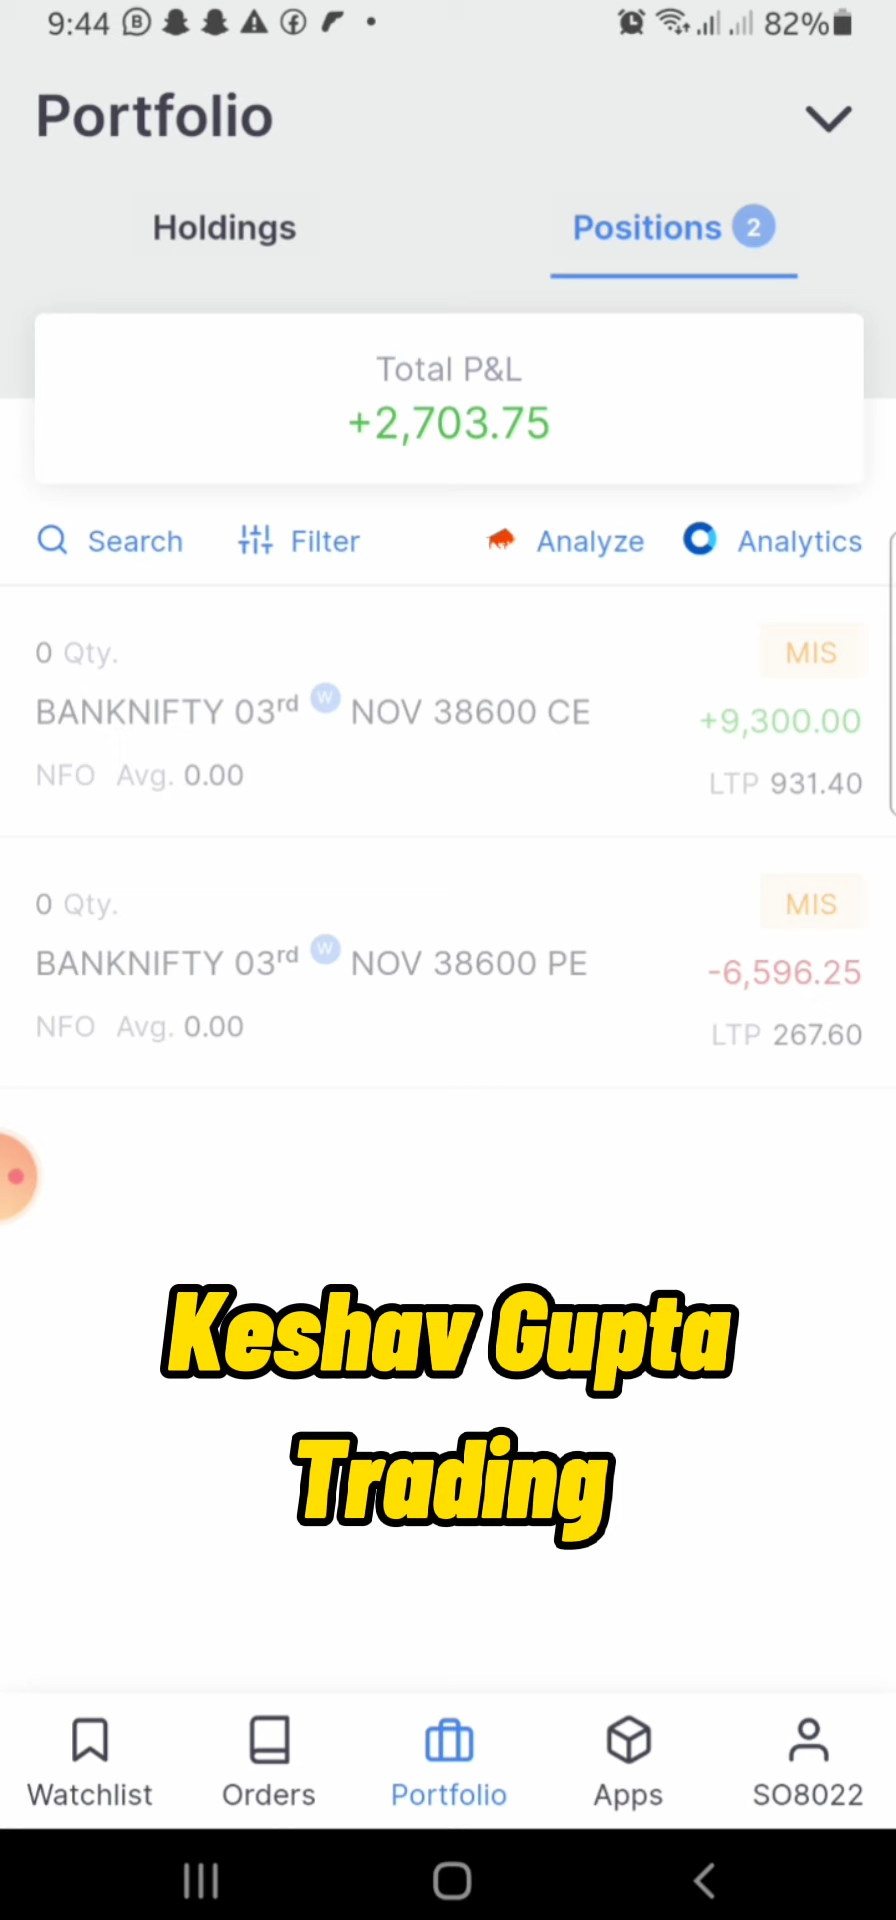 9:44 82%
Portfolio
Holdings Positions 2
Total P&L
+2,703.75
Search Filter Analyze Analytics
0 Qty. MIS
BANKNIFTY 03rd W NOV 38600 CE +9,300.00
NFO Avg. 0.00 LTP 931.40
0 Qty. MIS
BANKNIFTY 03rd W NOV 38600 PE -6,596.25
NFO Avg. 0.00 LTP 267.60
Keshav Gupta
Trading
Watchlist Orders Portfolio Apps SO8022